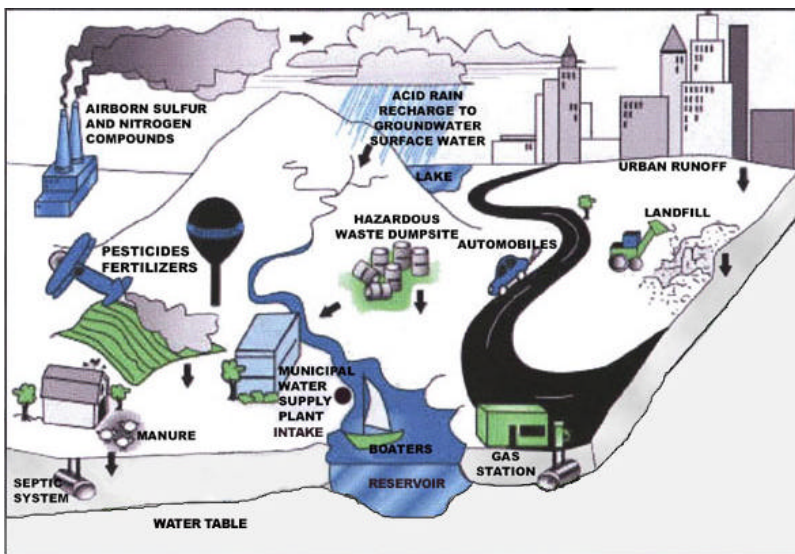 AIRBORN SULFUR
AND NITROGEN
COMPOUNDS
ACID RAIN
RECHARGE TO
GROUNDWATER
SURFACE WATER
LAKE
URBAN RUNOFF
LANDFILL
HAZARDOUS
WASTE DUMPSITE
AUTOMOBILES
PESTICIDES
FERTILIZERS
MUNICIPAL
WATER
SUPPLY
PLANT
INTAKE
MANURE
BOATERS
GAS
STATION
SEPTIC
SYSTEM
RESERVOIR
WATER TABLE